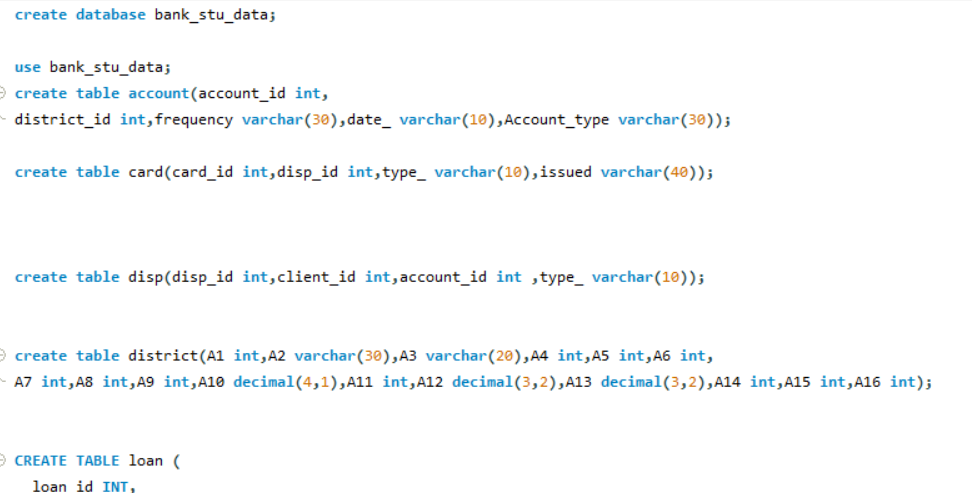 create database bank_stu_data;
use bank_stu_data;
create table account(account_id int,
district_id int,frequency varchar(30),date_ varchar(10),Account_type varchar(30));
create table card(card_id int,disp_id int,type_ varchar(10),issued varchar(40));
create table disp(disp_id int,client_id int,account_id int ,type_ varchar(10));
create table district(A1 int,A2 varchar(30),A3 varchar(20),A4 int,A5 int,A6 int,
A7 int,A8 int,A9 int,A10 decimal(4,1),A11 int,A12 decimal(3,2),A13 decimal(3,2),A14 int,A15 int,A16 int);
CREATE TABLE loan (
loan_id INT,